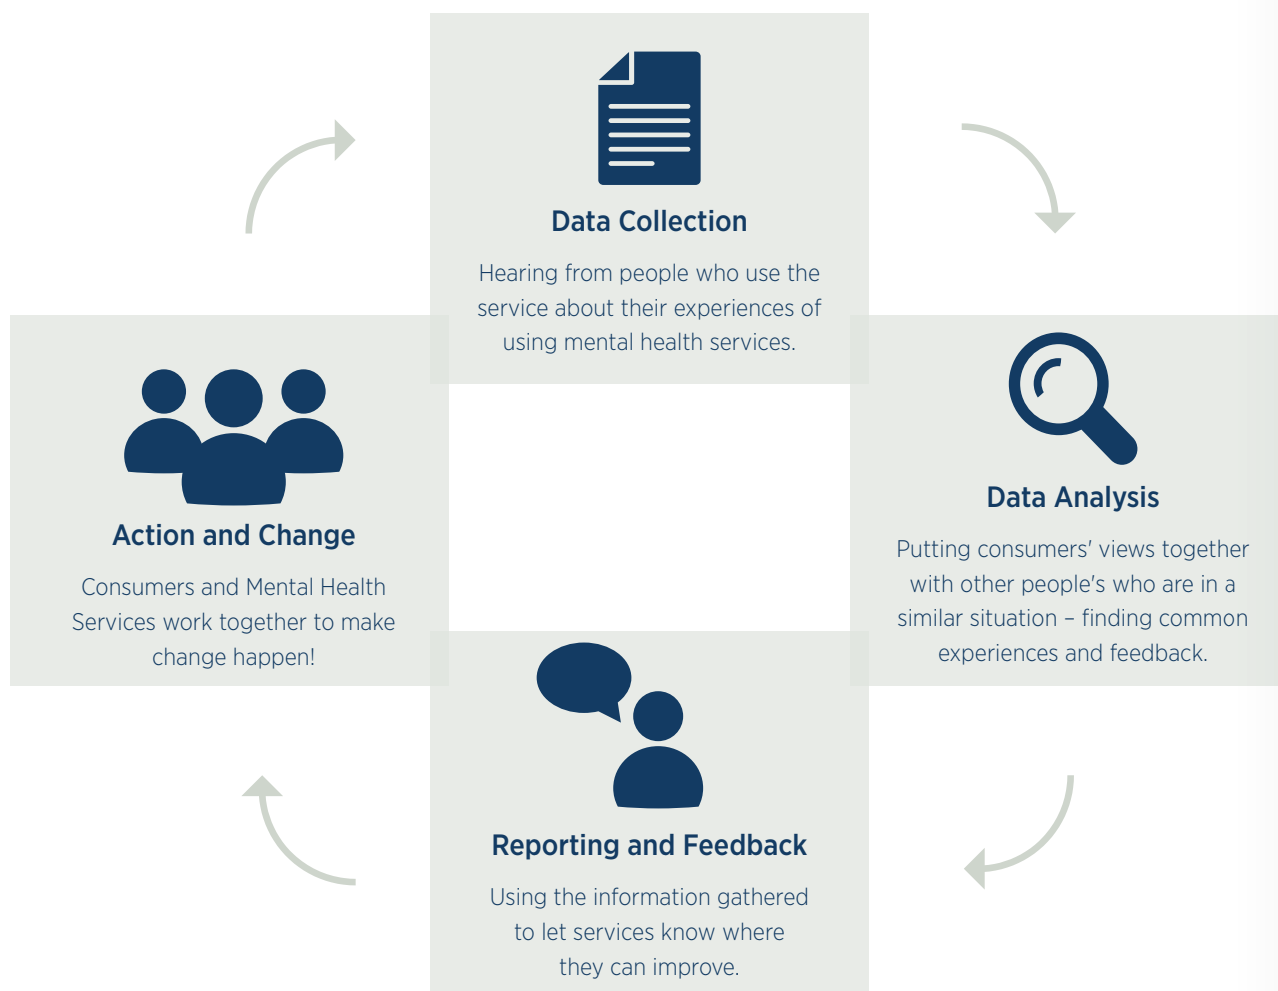 Data Collection
Hearing from people who use the
service about their experiences of
using mental health services.
Data Analysis
Putting consumers' views together
with other people's who are in a
similar situation – finding common
experiences and feedback.
Reporting and Feedback
Using the information gathered
to let services know where
they can improve.
Action and Change
Consumers and Mental Health
Services work together to make
change happen!